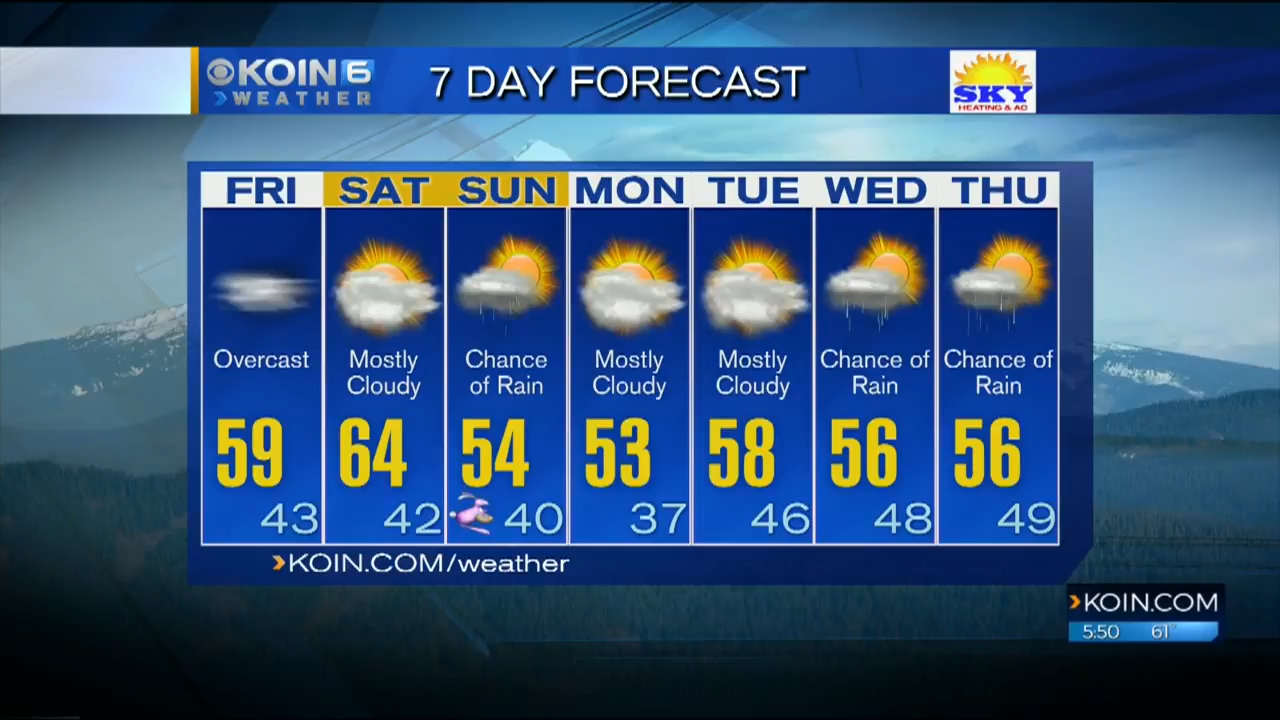 KOIN 6
WEATHER
7 DAY FORECAST
SKY
HEATING & AC
FRI SAT SUN MON TUE WED THU
Overcast
Mostly
Cloudy
Chance
of Rain
Mostly
Cloudy
Mostly
Cloudy
Chance of
Rain
Chance of
Rain
59 64 54 53 58 56 56
43 42 40 37 46 48 49
KOIN.COM/weather
KOIN.COM
5:50 61°